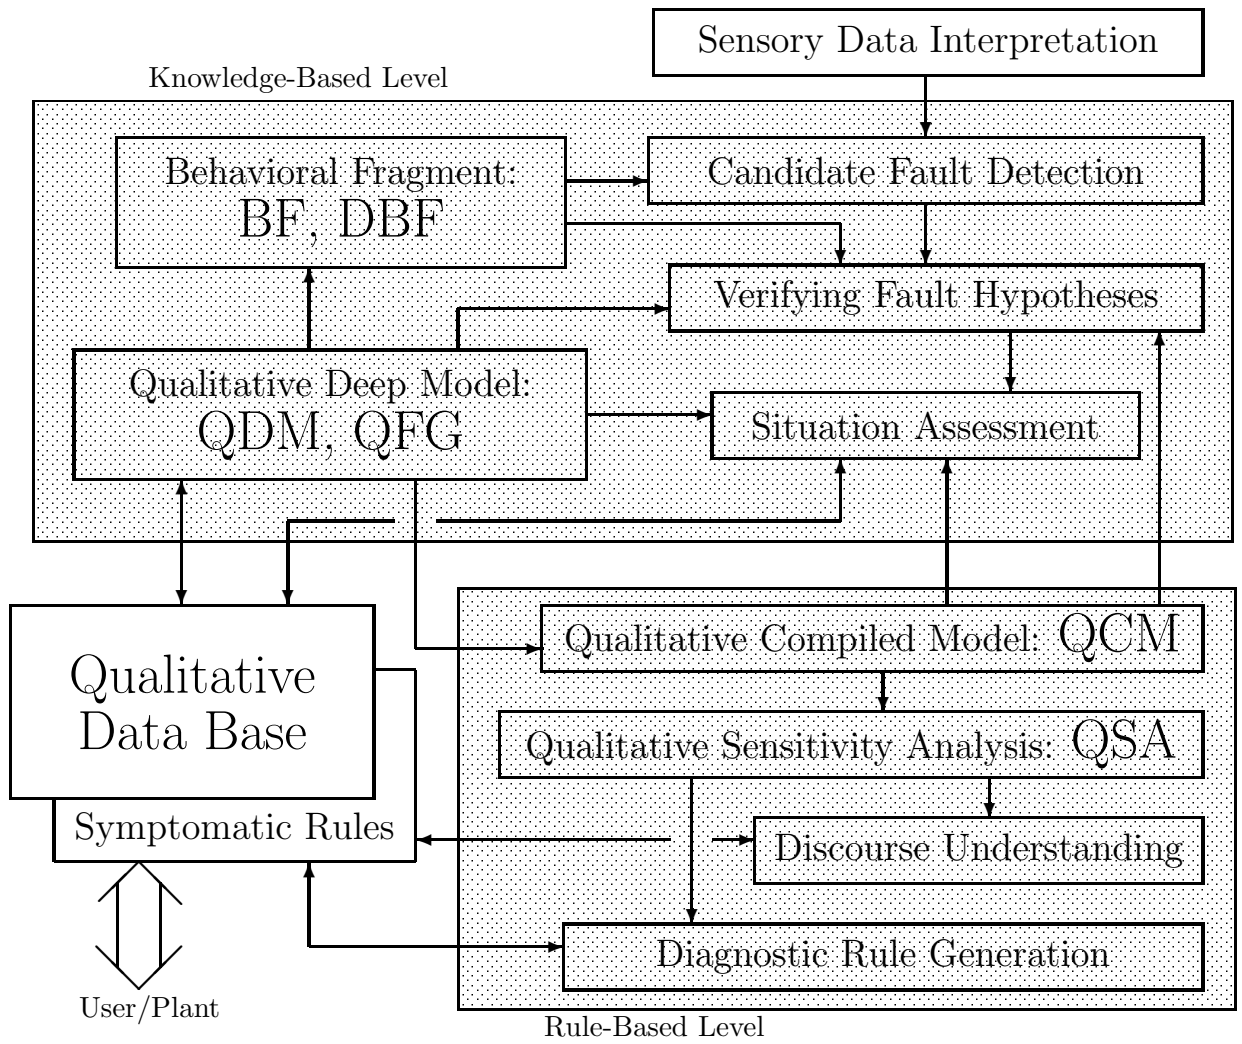 Sensory Data Interpretation
Knowledge-Based Level
Behavioral Fragment:
BF, DBF
Candidate Fault Detection
Verifying Fault Hypotheses
Qualitative Deep Model:
QDM, QFG
Situation Assessment
Qualitative Compiled Model: QCM
Qualitative
Data Base
Qualitative Sensitivity Analysis: QSA
Symptomatic Rules
Discourse Understanding
Diagnostic Rule Generation
User/Plant
Rule-Based Level